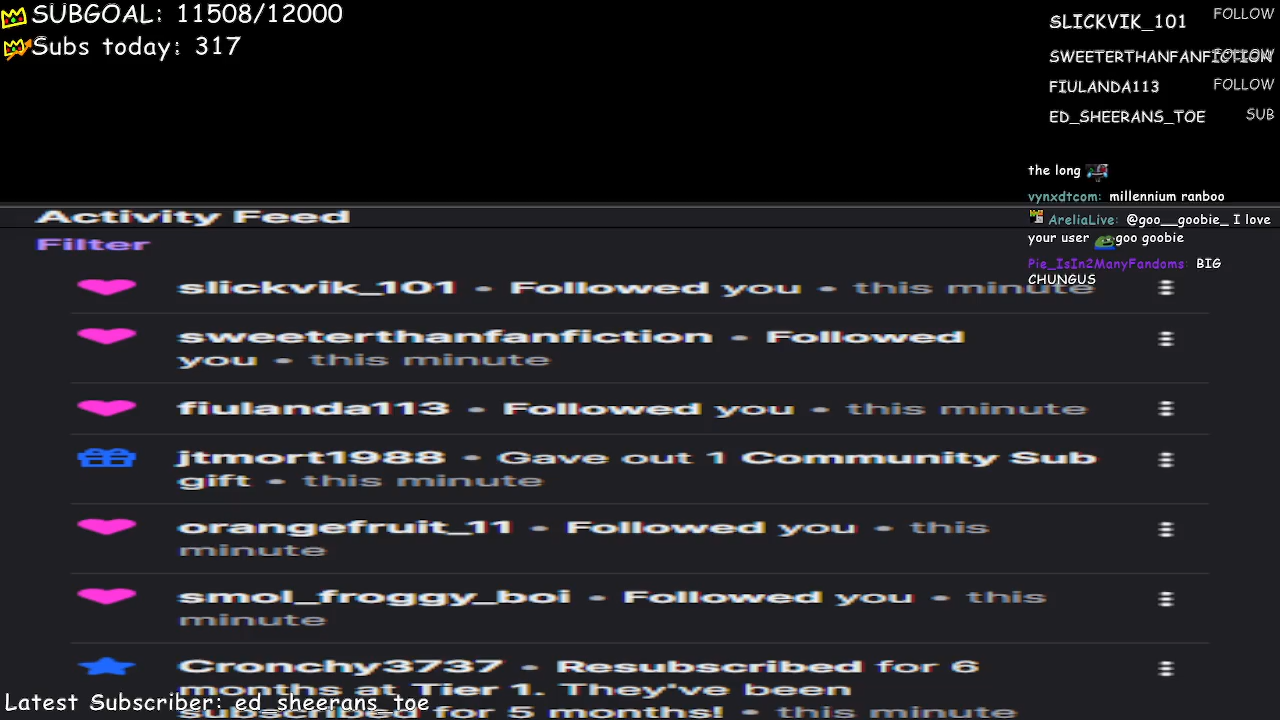 SUBGOAL: 11508/12000
Subs today: 317
SLICKVIK_101 FOLLOW
SWEETERTHANFANFICTION FOLLOW
FIULANDA113 FOLLOW
ED_SHEERANS_TOE SUB
the long
vynxdtcom: millennium ranboo
AreliaLive: @goo__goobie_ I love
your user goo goobie
Pie_IsIn2ManyFandoms: BIG
CHUNGUS
Activity Feed
Filter
slickvik_101 • Followed you • this minute
sweeterthanfanfiction • Followed
you • this minute
fiulanda113 • Followed you • this minute
jtmort1988 • Gave out 1 Community Sub
gift • this minute
orangefruit_11 • Followed you • this
minute
smol_froggy_boi • Followed you • this
minute
Cronchy3737 • Resubscribed for 6
months at Tier 1. They've been
subscribed for 5 months! • this minute
Latest Subscriber: ed_sheerans_toe